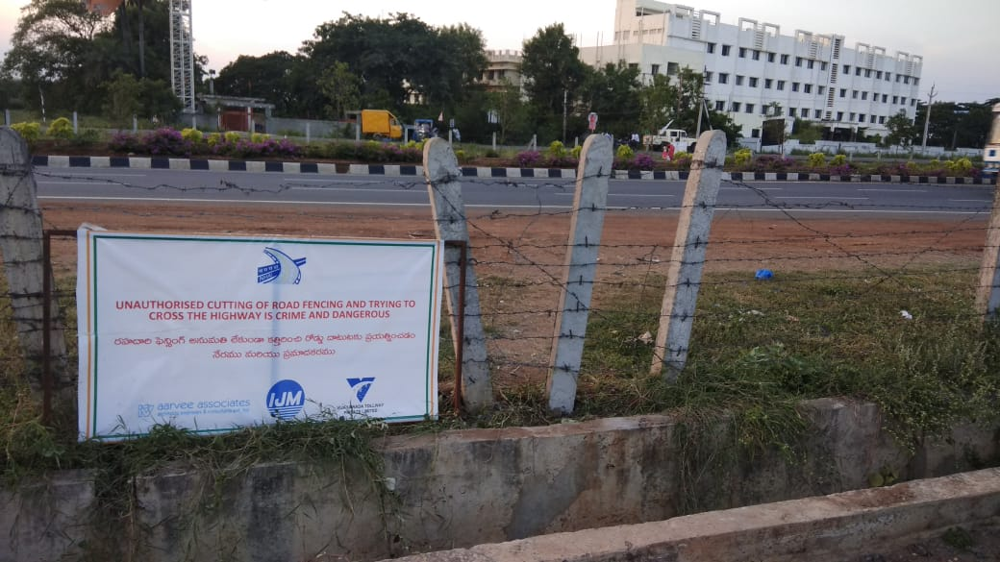 UNAUTHORISED CUTTING OF ROAD FENCING AND TRYING TO
CROSS THE HIGHWAY IS CRIME AND DANGEROUS
రహదారి ఫెన్సింగ్ అనుమతి లేకుండా కత్తిరించి రోడ్డు దాటుటకు ప్రయత్నించడం
నేరము మరియు ప్రమాదకరము
aarvee associates
IJM
VIJAYAWADA TOLLWAY
PRIVATE LIMITED